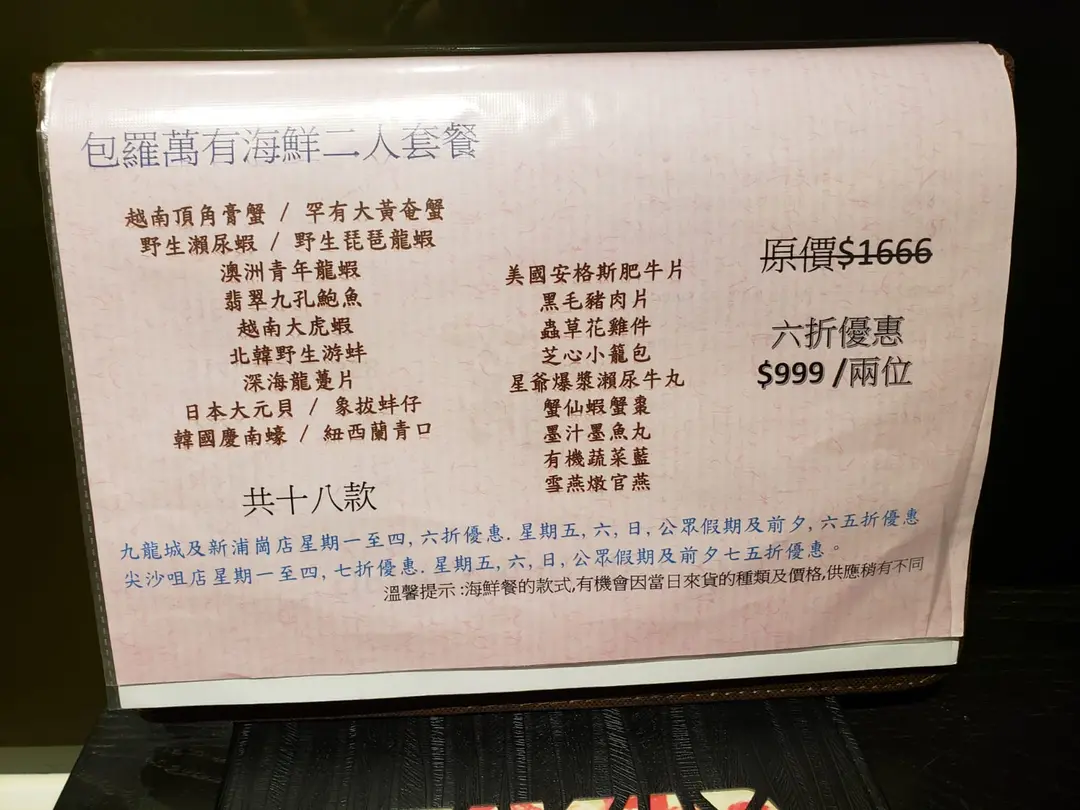 包羅萬有海鮮二人套餐
越南頂角膏蟹 / 罕有大黃奄蟹
野生瀨尿蝦 / 野生琵琶龍蝦
澳洲青年龍蝦
翡翠九孔鮑魚
越南大虎蝦
北韓野生游蚌
深海龍躉片
日本大元貝 / 象拔蚌仔
韓國慶南蠔 / 紐西蘭青口
共十八款
美國安格斯肥牛片
黑毛豬肉片
蟲草花雞件
芝心小籠包
星爺爆漿瀨尿牛丸
蟹仙蝦蟹棗
墨汁墨魚丸
有機蔬菜藍
雪燕燉官燕
原價$1666
六折優惠
$999 /兩位
九龍城及新浦崗店星期一至四, 六折優惠. 星期五, 六, 日, 公眾假期及前夕, 六五折優惠
尖沙咀店星期一至四, 七折優惠. 星期五, 六, 日, 公眾假期及前夕七五折優惠。
溫馨提示:海鮮餐的款式,有機會因當日來貨的種類及價格,供應稍有不同